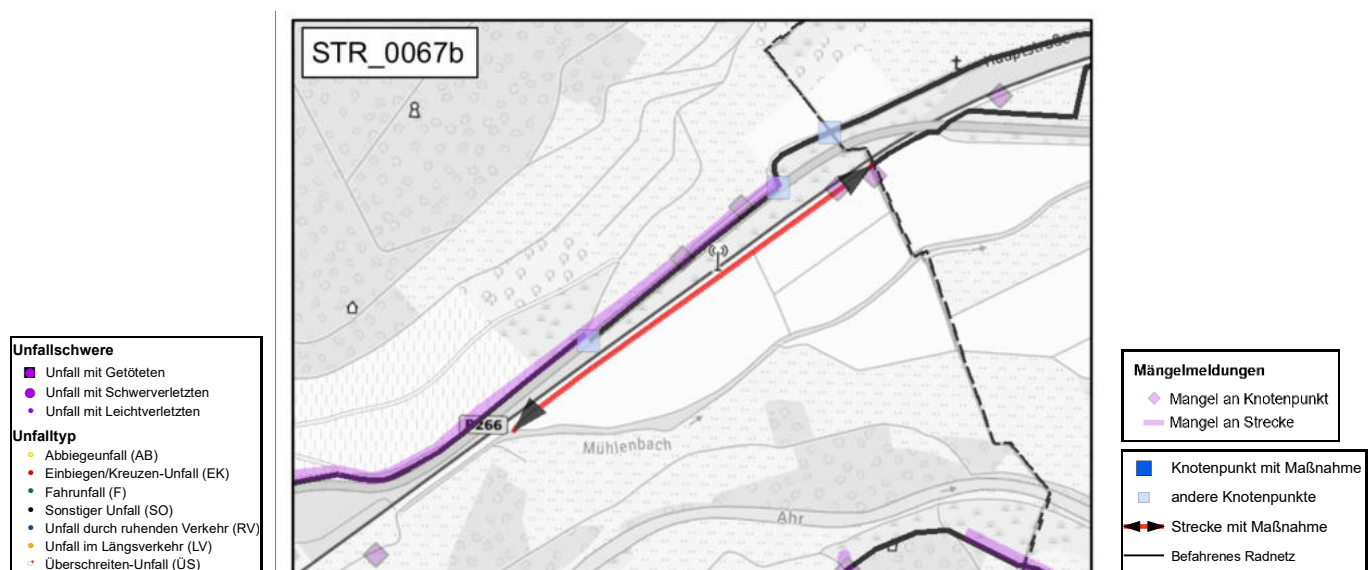 STR_0067b
Hauptstraße
266
Mühlenbach
Ahr
Unfallschwere
Unfall mit Getöteten
Unfall mit Schwerverletzten
Unfall mit Leichtverletzten
Unfalltyp
Abbiegeunfall (AB)
Einbiegen/Kreuzen-Unfall (EK)
Fahrunfall (F)
Sonstiger Unfall (SO)
Unfall durch ruhenden Verkehr (RV)
Unfall im Längsverkehr (LV)
Überschreiten-Unfall (ÜS)
Mängelmeldungen
Mangel an Knotenpunkt
Mangel an Strecke
Knotenpunkt mit Maßnahme
andere Knotenpunkte
Strecke mit Maßnahme
Befahrenes Radnetz